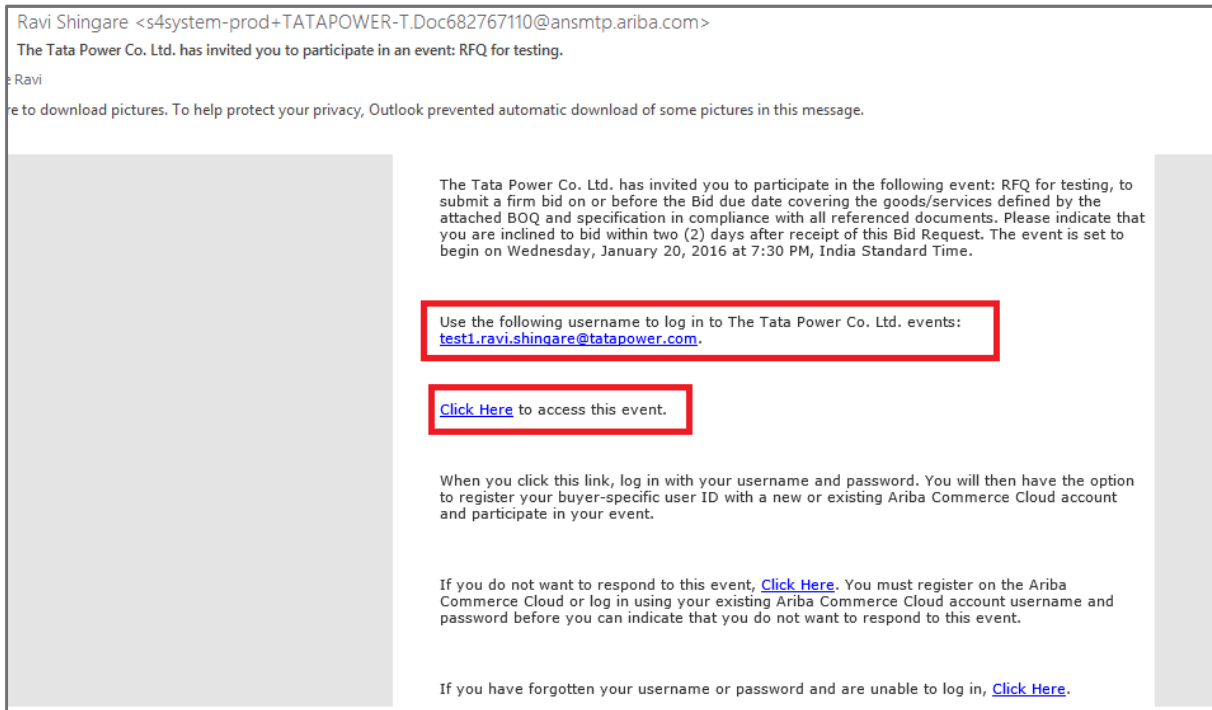 Ravi Shingare <s4system-prod+TATAPOWER-T.Doc682767110@ansmtp.ariba.com>
The Tata Power Co. Ltd. has invited you to participate in an event: RFQ for testing.
e Ravi
re to download pictures. To help protect your privacy, Outlook prevented automatic download of some pictures in this message.
The Tata Power Co. Ltd. has invited you to participate in the following event: RFQ for testing, to
submit a firm bid on or before the Bid due date covering the goods/services defined by the
attached BOQ and specification in compliance with all referenced documents. Please indicate that
you are inclined to bid within two (2) days after receipt of this Bid Request. The event is set to
begin on Wednesday, January 20, 2016 at 7:30 PM, India Standard Time.
Use the following username to log in to The Tata Power Co. Ltd. events:
test1.ravi.shingare@tatapower.com.
Click Here to access this event.
When you click this link, log in with your username and password. You will then have the option
to register your buyer-specific user ID with a new or existing Ariba Commerce Cloud account
and participate in your event.
If you do not want to respond to this event, Click Here. You must register on the Ariba
Commerce Cloud or log in using your existing Ariba Commerce Cloud account username and
password before you can indicate that you do not want to respond to this event.
If you have forgotten your username or password and are unable to log in, Click Here.